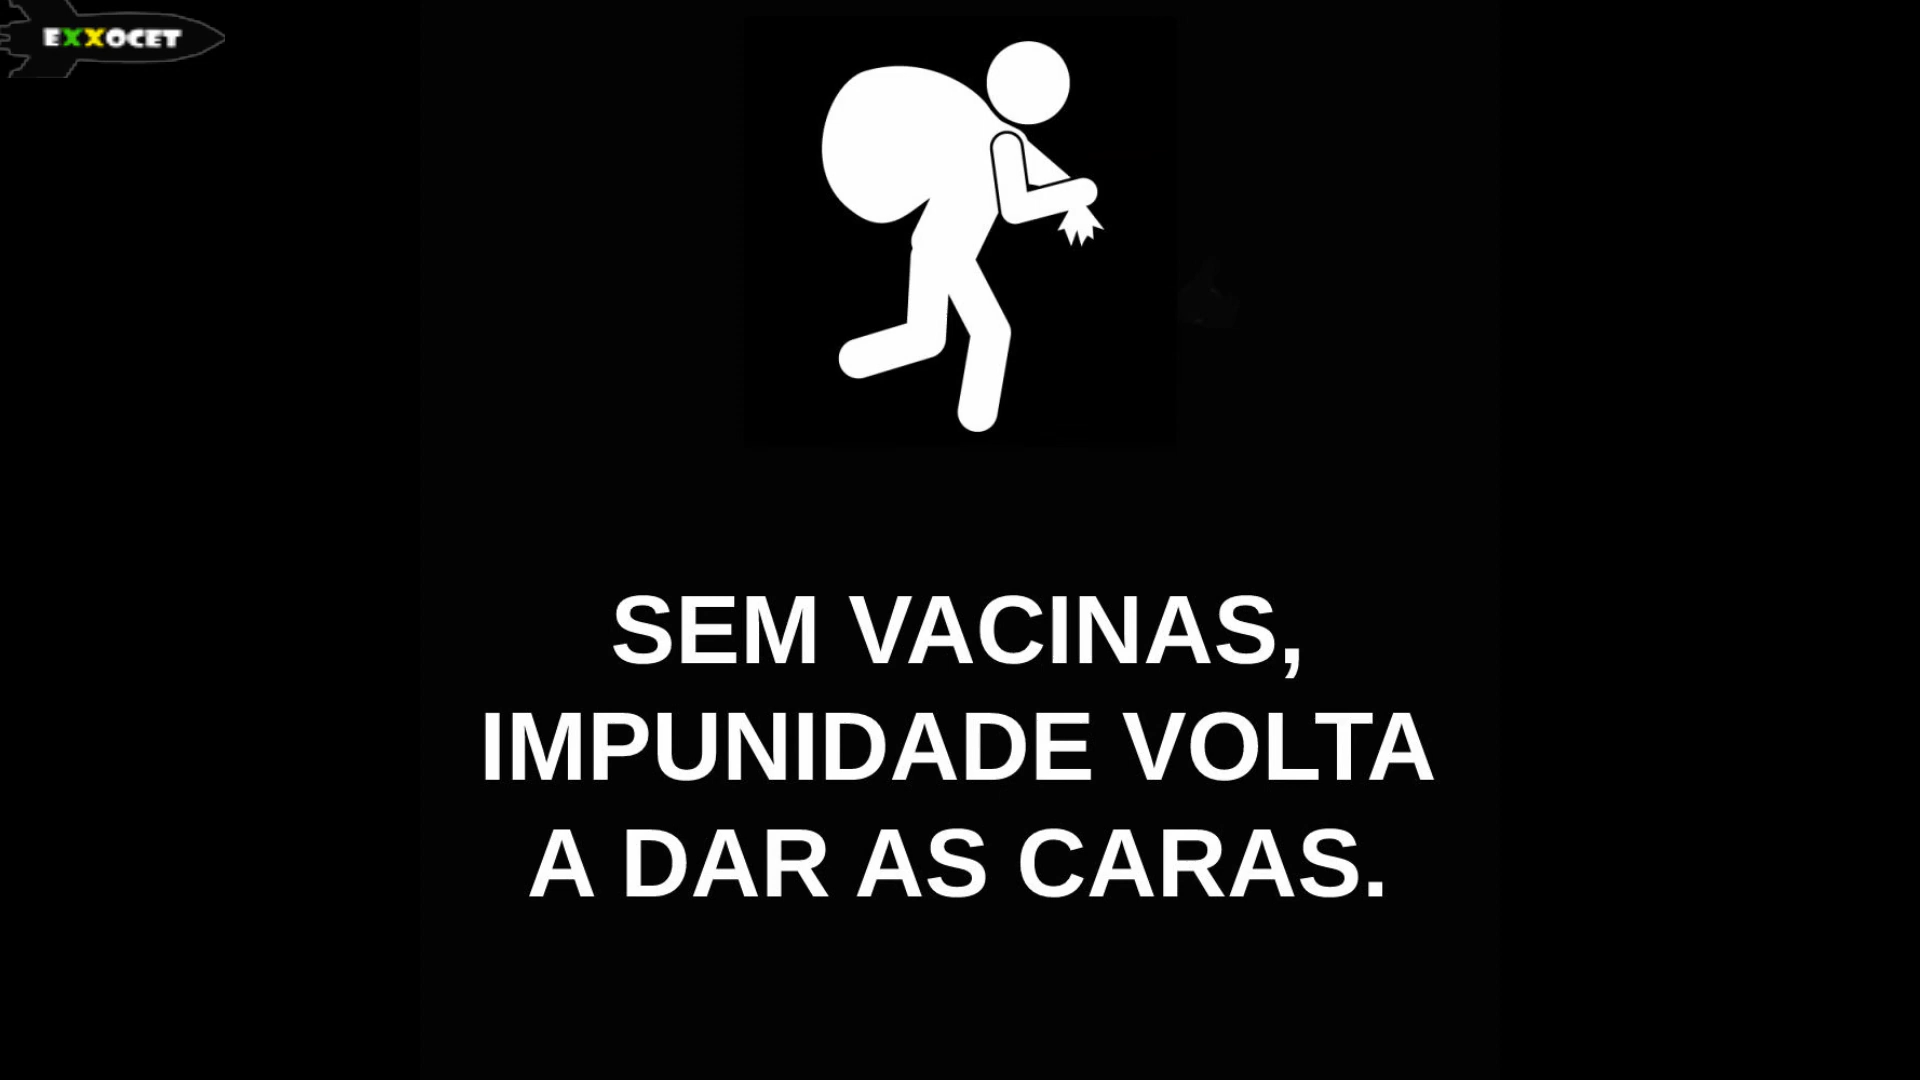 EXXOCET
SEM VACINAS,
IMPUNIDADE VOLTA
A DAR AS CARAS.